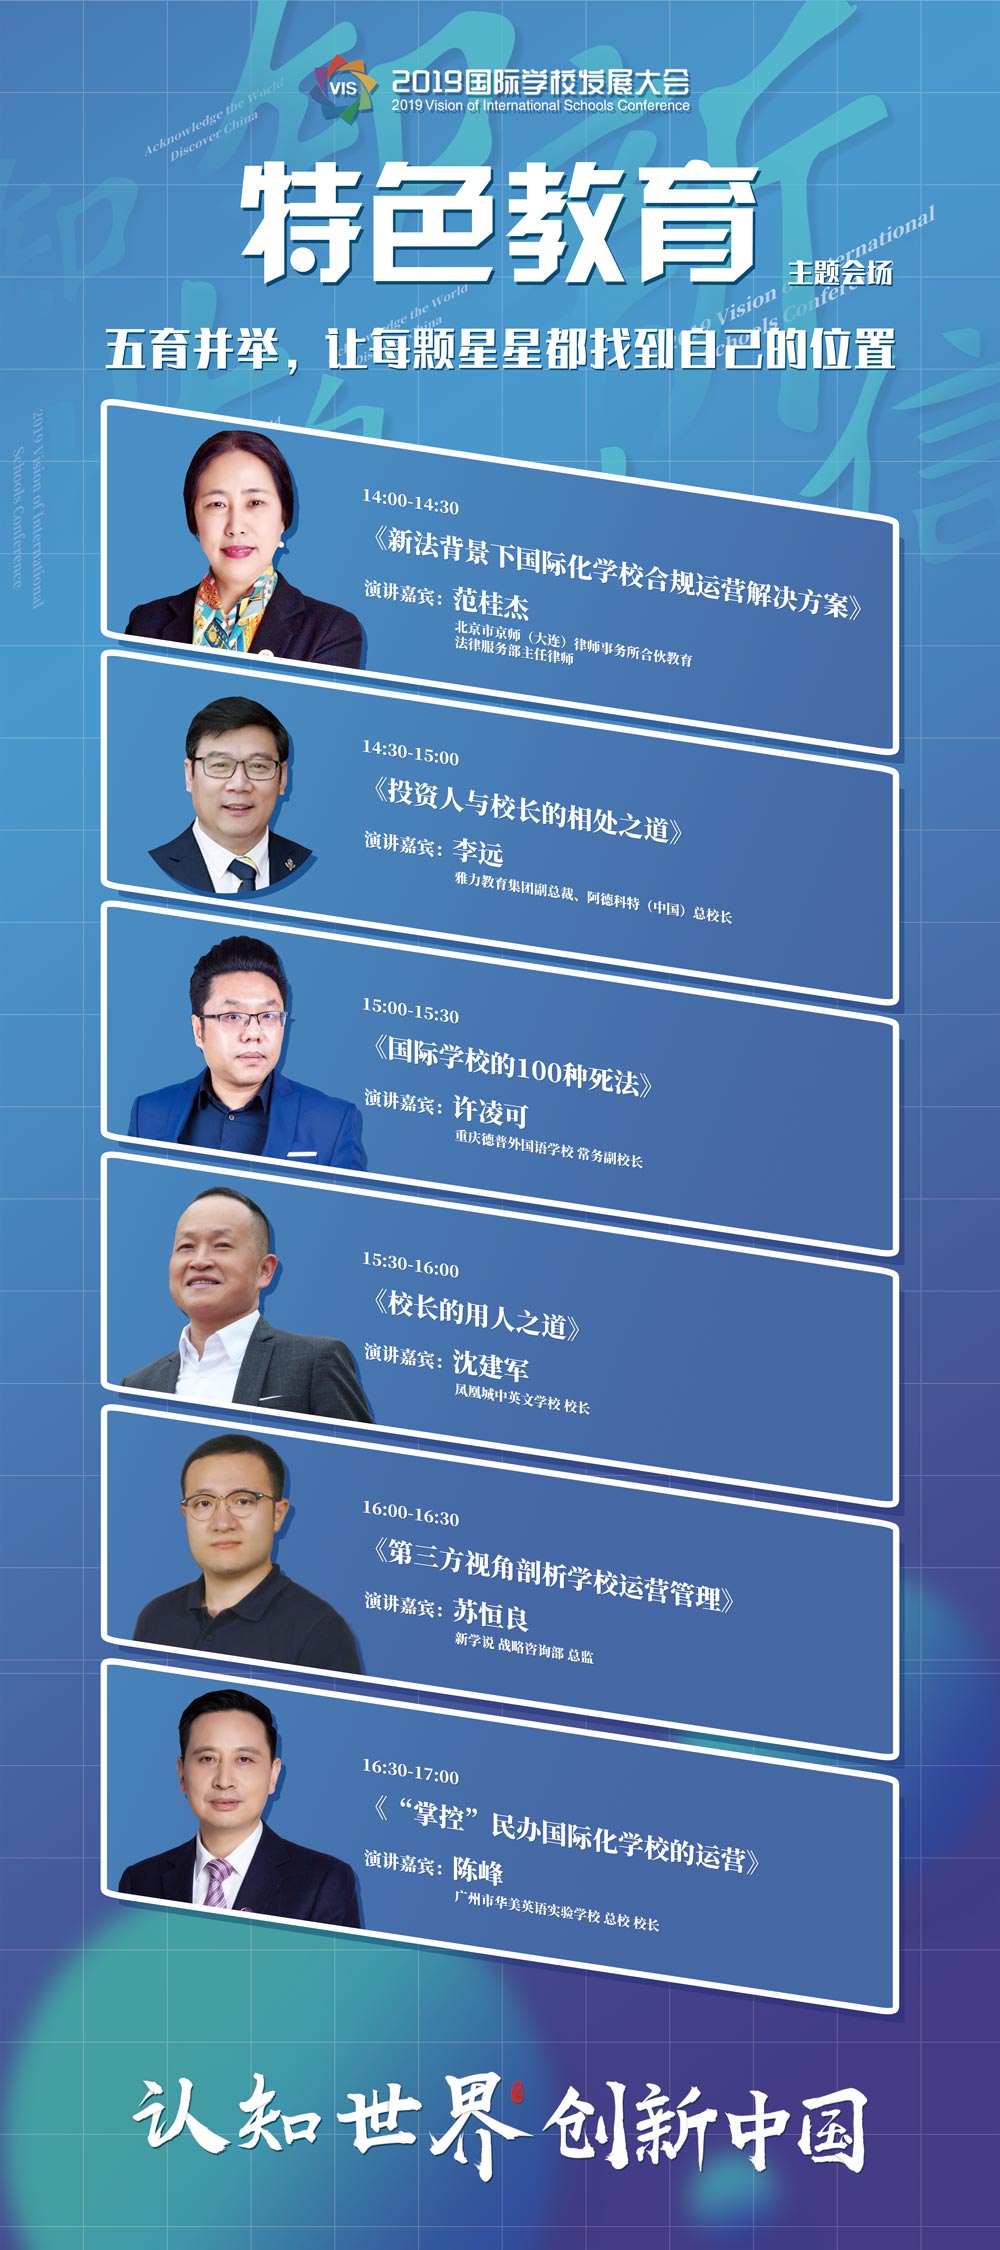 VIS
2019国际学校发展大会
2019 Vision of International Schools Conference
Acknowledge the World
Discover China
特色教育
主题会场
五育并举，让每颗星星都找到自己的位置
2019 Vision of International
Schools Conference
14:00-14:30
《新法背景下国际化学校合规运营解决方案》
演讲嘉宾：范桂杰
北京市京师（大连）律师事务所合伙教育
法律服务部主任律师
14:30-15:00
《投资人与校长的相处之道》
演讲嘉宾：李远
雅力教育集团副总裁、阿德科特（中国）总校长
15:00-15:30
《国际学校的100种死法》
演讲嘉宾：许凌可
重庆德普外国语学校 常务副校长
15:30-16:00
《校长的用人之道》
演讲嘉宾：沈建军
凤凰城中英文学校 校长
16:00-16:30
《第三方视角剖析学校运营管理》
演讲嘉宾：苏恒良
新学说 战略咨询部 总监
16:30-17:00
《“掌控”民办国际化学校的运营》
演讲嘉宾：陈峰
广州市华美英语实验学校 总校 校长
认知世界 创新中国